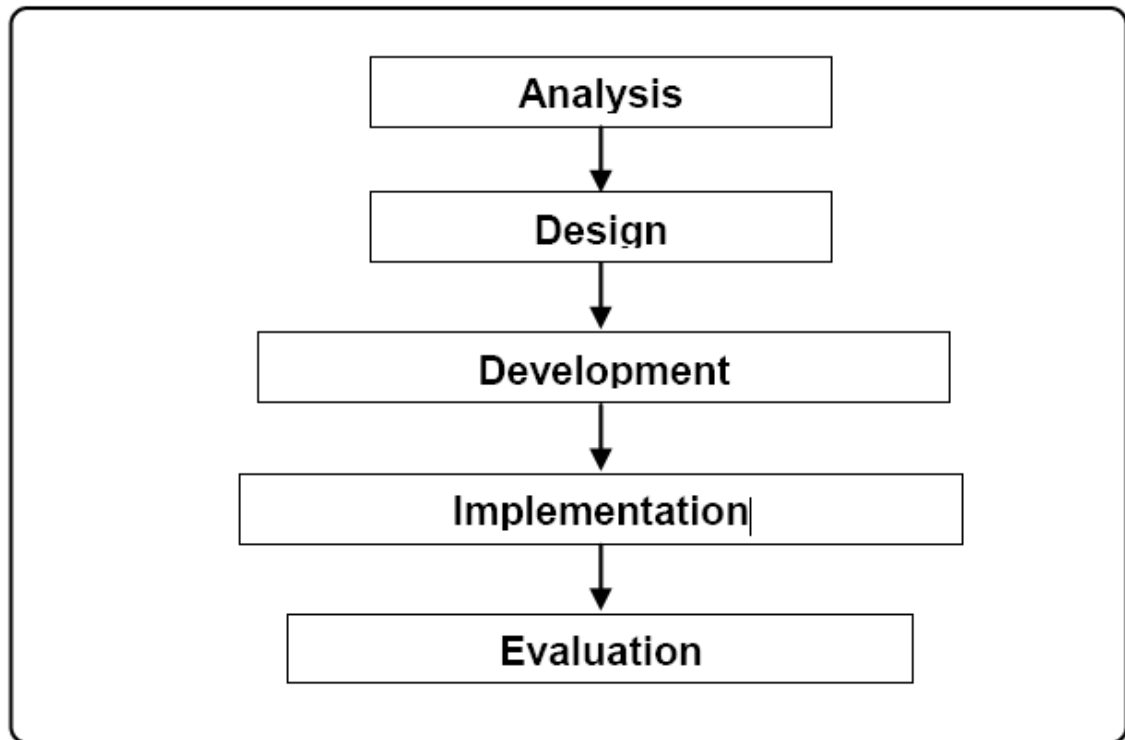 Analysis
Design
Development
Implementation
Evaluation